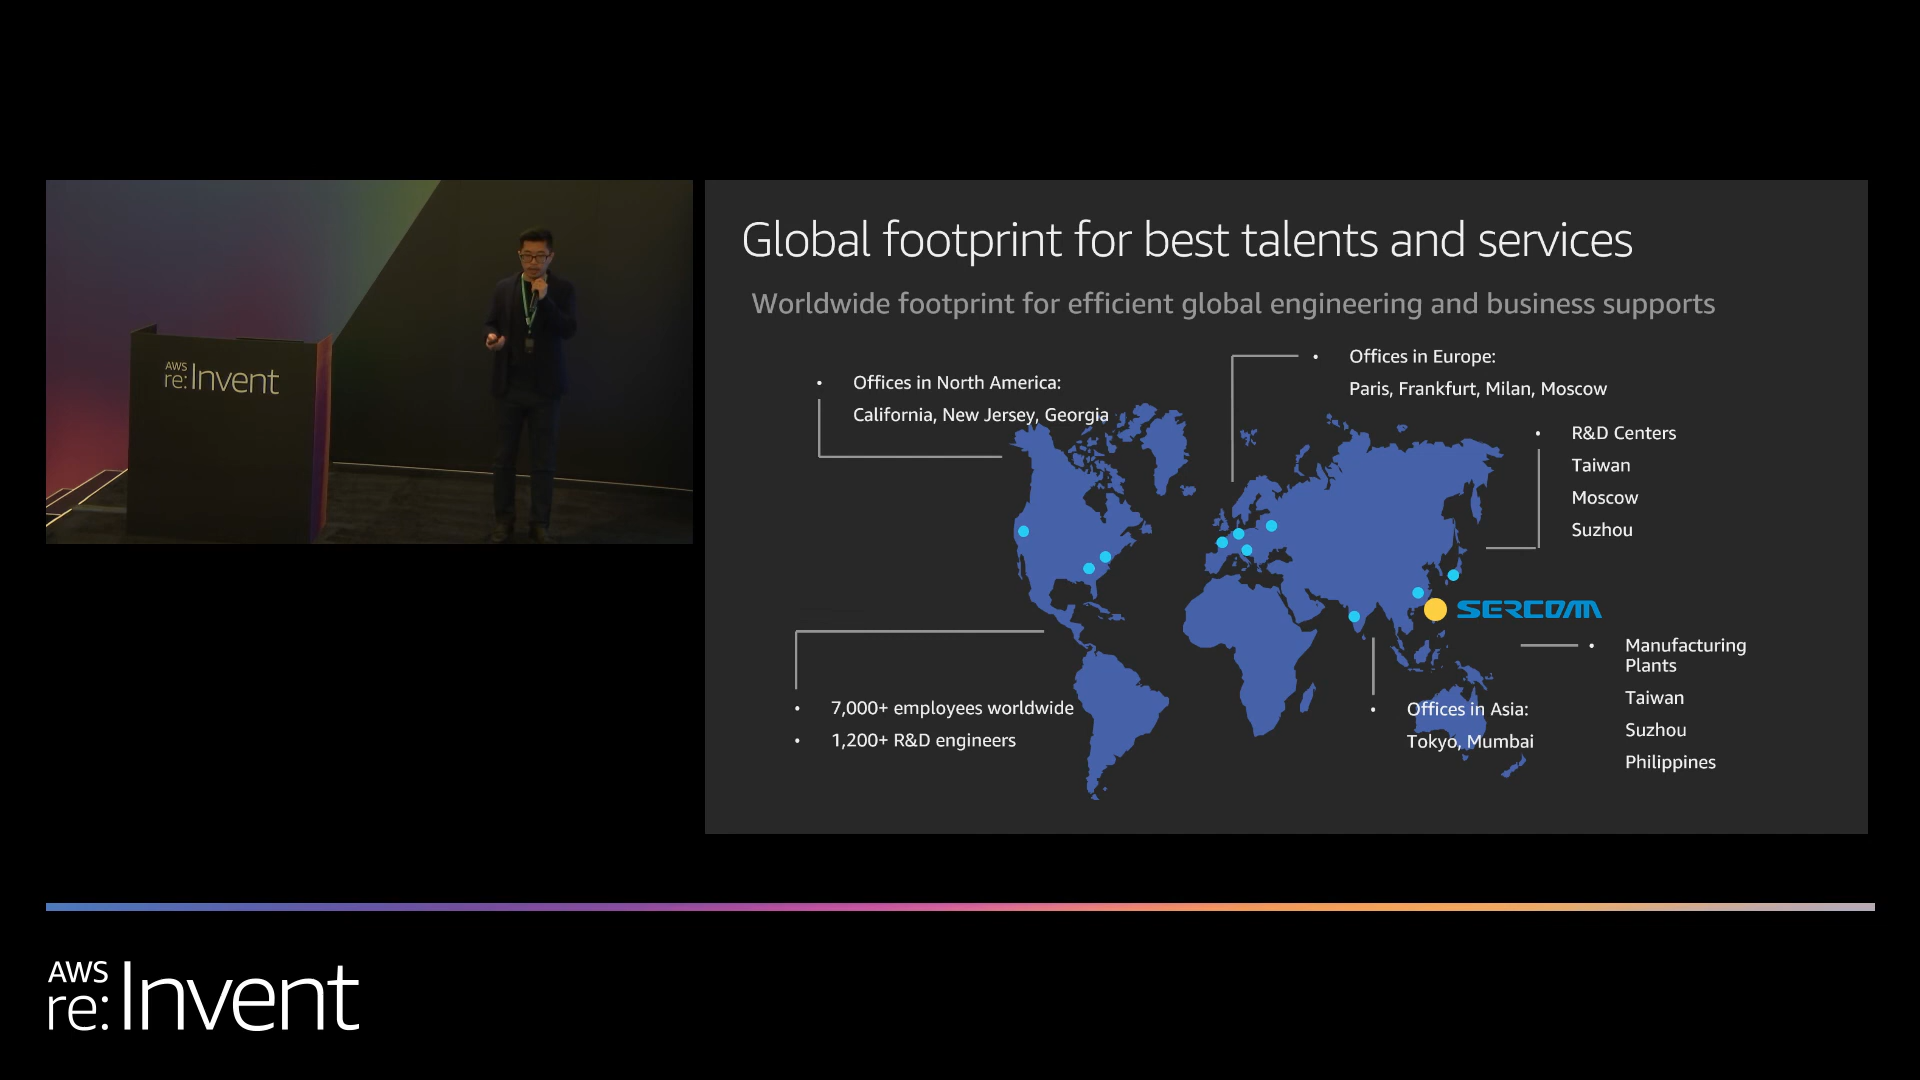 AWS
re:Invent
Global footprint for best talents and services
Worldwide footprint for efficient global engineering and business supports
• Offices in North America:
California, New Jersey, Georgia
• Offices in Europe:
Paris, Frankfurt, Milan, Moscow
• R&D Centers
Taiwan
Moscow
Suzhou
SERCOMM
• Manufacturing
Plants
Taiwan
Suzhou
Philippines
• 7,000+ employees worldwide
• 1,200+ R&D engineers
• Offices in Asia:
Tokyo, Mumbai
AWS
re:Invent